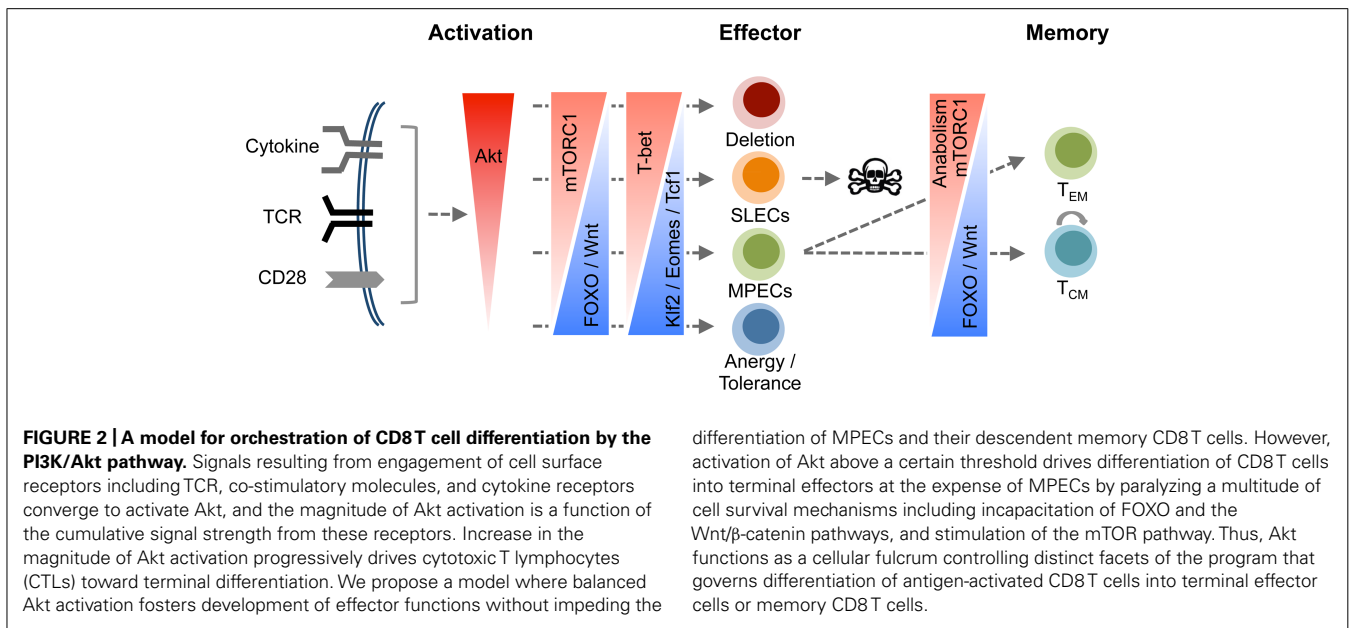 Activation
Effector
Memory
Cytokine
TCR
CD28
Akt
mTORC1
FOXO / Wnt
T-bet
Klf2 / Eomes / Tcf1
Deletion
SLECs
MPECs
Anergy /
Tolerance
Anabolism
mTORC1
FOXO / Wnt
TEM
TCM
FIGURE 2 | A model for orchestration of CD8 T cell differentiation by the
PI3K/Akt pathway. Signals resulting from engagement of cell surface
receptors including TCR, co-stimulatory molecules, and cytokine receptors
converge to activate Akt, and the magnitude of Akt activation is a function of
the cumulative signal strength from these receptors. Increase in the
magnitude of Akt activation progressively drives cytotoxic T lymphocytes
(CTLs) toward terminal differentiation. We propose a model where balanced
Akt activation fosters development of effector functions without impeding the
differentiation of MPECs and their descendent memory CD8 T cells. However,
activation of Akt above a certain threshold drives differentiation of CD8 T cells
into terminal effectors at the expense of MPECs by paralyzing a multitude of
cell survival mechanisms including incapacitation of FOXO and the
Wnt/β-catenin pathways, and stimulation of the mTOR pathway. Thus, Akt
functions as a cellular fulcrum controlling distinct facets of the program that
governs differentiation of antigen-activated CD8 T cells into terminal effector
cells or memory CD8 T cells.